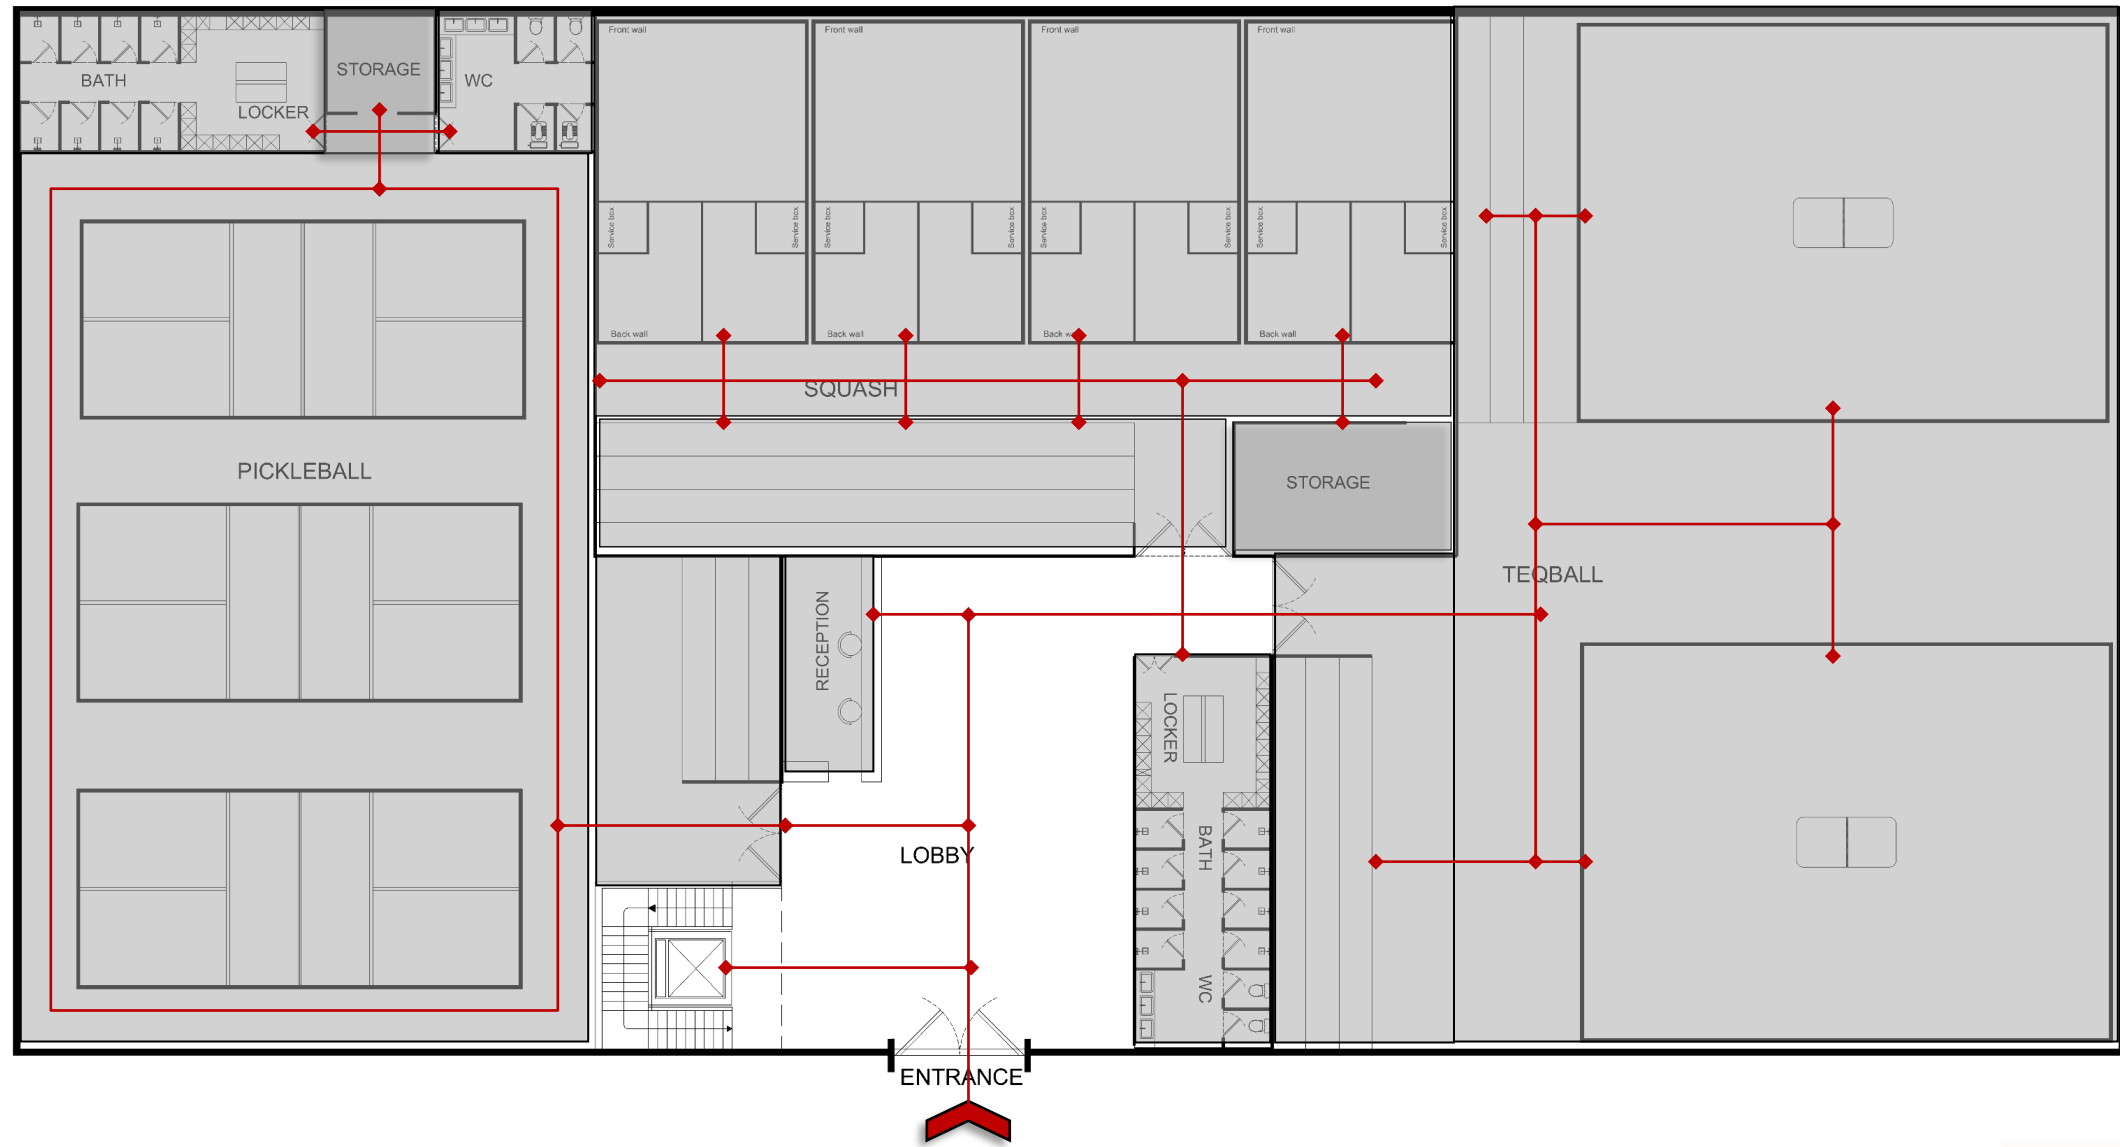 BATH
LOCKER
STORAGE
WC
Front wall
Front wall
Front wall
Front wall
Service box
Service box
Service box
Service box
Service box
Service box
Service box
Service box
Back wall
Back wall
Back wall
Back wall
SQUASH
PICKLEBALL
STORAGE
TEQBALL
RECEPTION
LOCKER
BATH
WC
LOBBY
ENTRANCE